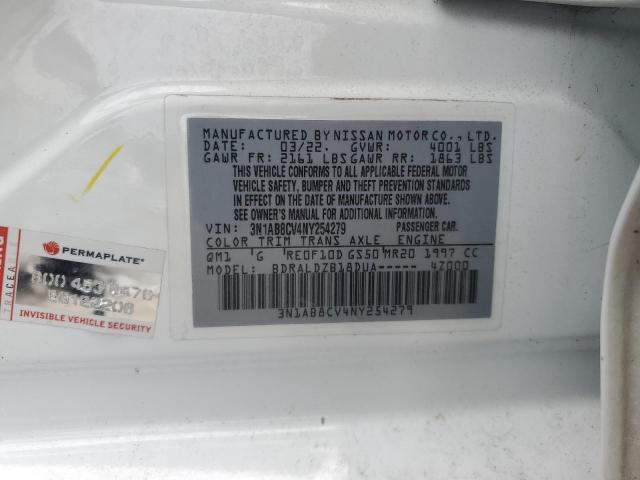 MANUFACTURED BY NISSAN MOTOR CO., LTD.
DATE: 03/22 GVWR: 4001 LBS
GAWR FR: 2161 LBS GAWR RR: 1863 LBS
THIS VEHICLE CONFORMS TO ALL APPLICABLE FEDERAL MOTOR
VEHICLE SAFETY, BUMPER AND THEFT PREVENTION STANDARDS
IN EFFECT ON THE DATE OF MANUFACTURE SHOWN ABOVE.
SEE OWNER'S MANUAL FOR ADDITIONAL INFORMATION.
VIN: 3N1AB8CV4NY254279 PASSENGER CAR.
COLOR TRIM TRANS AXLE ENGINE
QM1 G RE0F10D GS50 MR20 1997 CC
MODEL: BDRALDZB18DUA----- 4Z000
3N1AB8CV4NY254279
PERMAPLATE®
TRACEA
INVISIBLE VEHICLE SECURITY